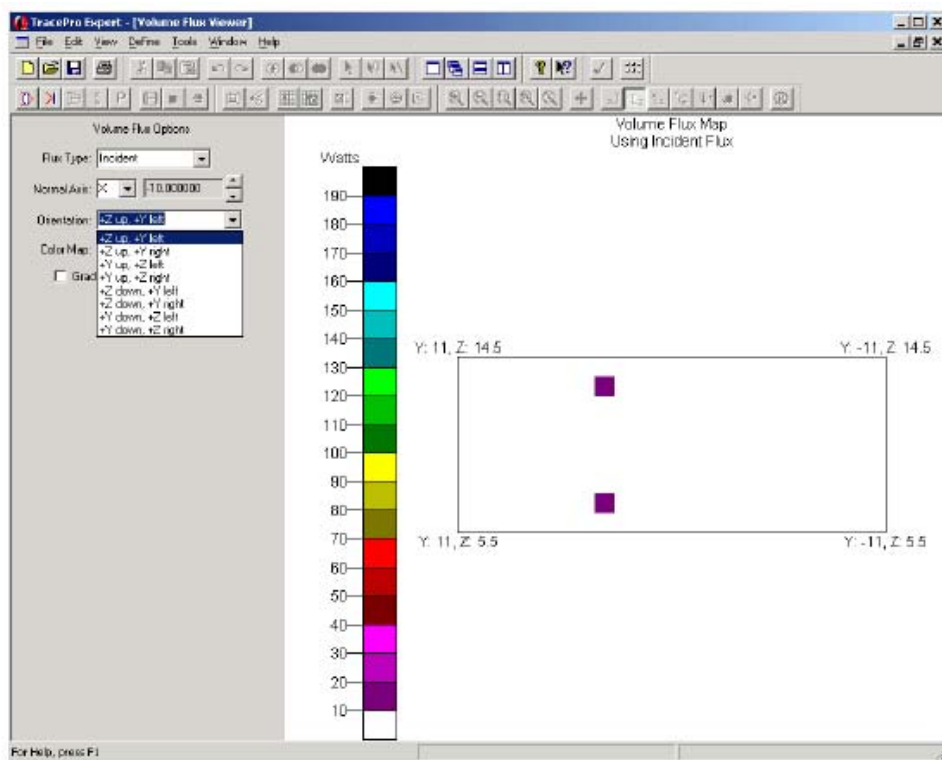 TracePro Expert - [Volume Flux Viewer]
File Edit View Define Tools Window Help
Volume Flux Options
Flux Type: Incident
Normal Axis: X -10.000000
Orientation: +Z up, +Y left
+Z up, +Y left
+Z up, +Y right
+Y up, +Z left
+Y up, +Z right
+Z down, +Y left
+Z down, +Y right
+Y down, +Z left
+Y down, +Z right
Color Map:
Grad
Volume Flux Map
Using Incident Flux
Watts
190
180
170
160
150
140
130
120
110
100
90
80
70
60
50
40
30
20
10
Y: 11, Z: 14.5
Y: -11, Z: 14.5
Y: 11, Z: 5.5
Y: -11, Z: 5.5
For Help, press F1